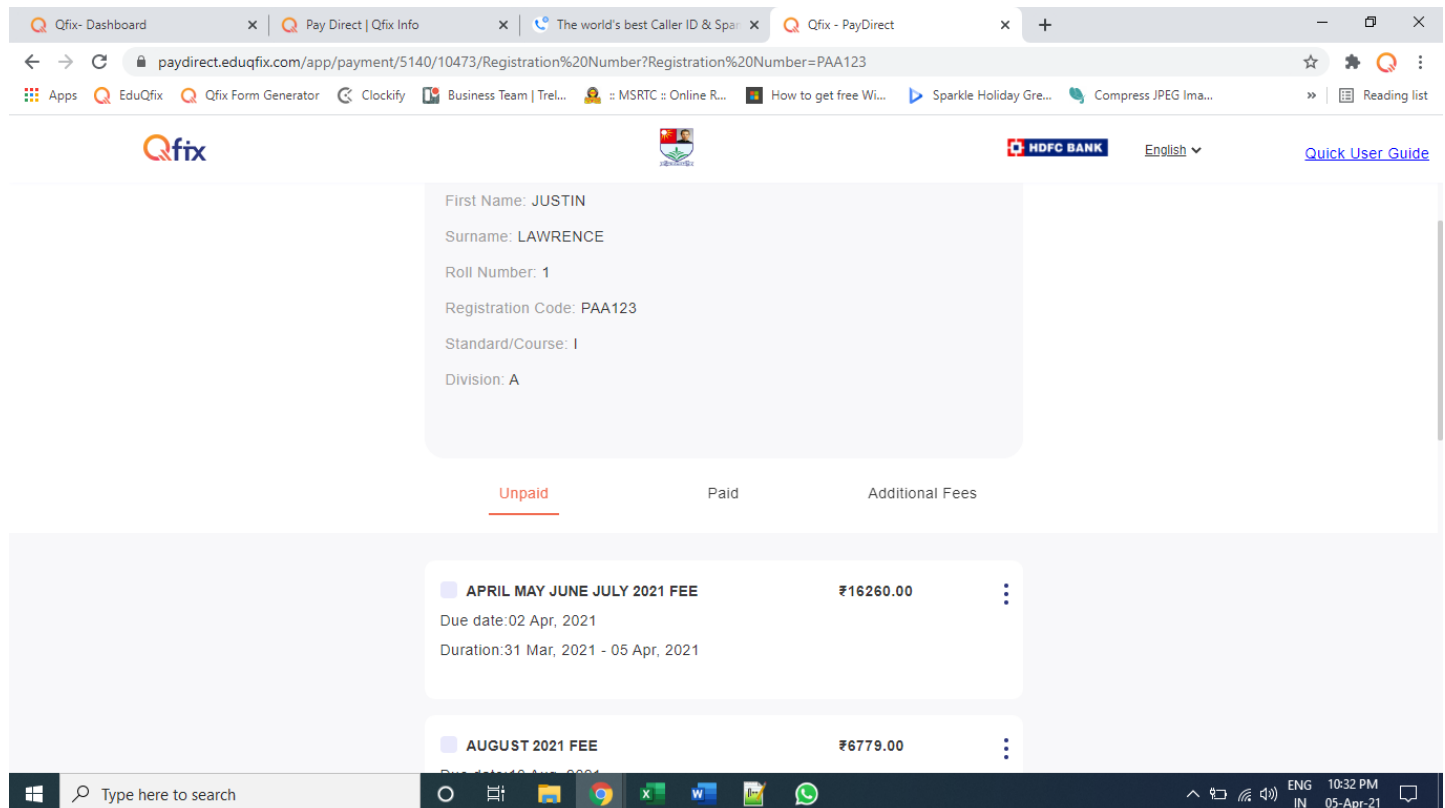 Qfix- Dashboard
Pay Direct | Qfix Info
The world's best Caller ID & Spar
Qfix - PayDirect
paydirect.eduqfix.com/app/payment/5140/10473/Registration%20Number?Registration%20Number=PAA123
Apps EduQfix Qfix Form Generator Clockify Business Team | Trel... :: MSRTC :: Online R... How to get free Wi... Sparkle Holiday Gre... Compress JPEG Ima... » Reading list
Qfix HDFC BANK English Quick User Guide
First Name: JUSTIN
Surname: LAWRENCE
Roll Number: 1
Registration Code: PAA123
Standard/Course: I
Division: A
Unpaid Paid Additional Fees
APRIL MAY JUNE JULY 2021 FEE ₹16260.00
Due date:02 Apr, 2021
Duration:31 Mar, 2021 - 05 Apr, 2021
AUGUST 2021 FEE ₹6779.00
Type here to search
ENG 10:32 PM
IN 05-Apr-21